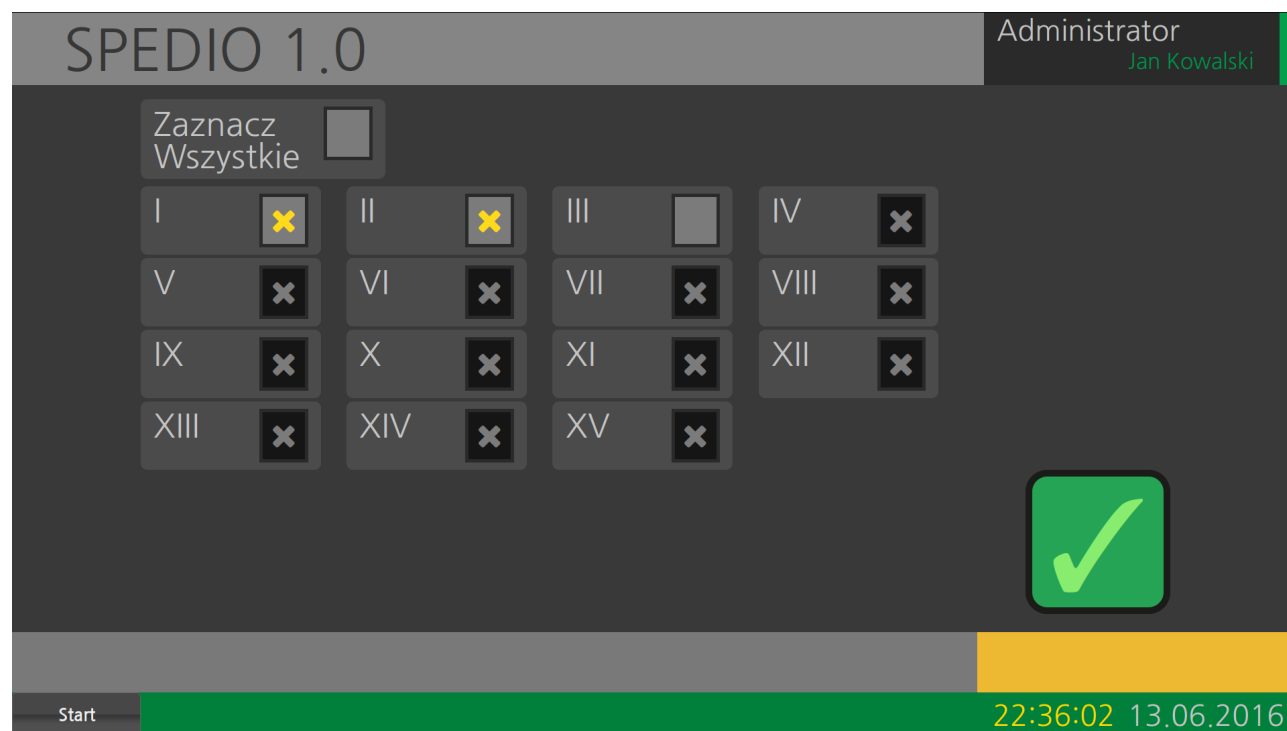 SPEDIO 1.0
Administrator
Jan Kowalski
Zaznacz
Wszystkie
I II III IV
V VI VII VIII
IX X XI XII
XIII XIV XV
Start
22:36:02 13.06.2016